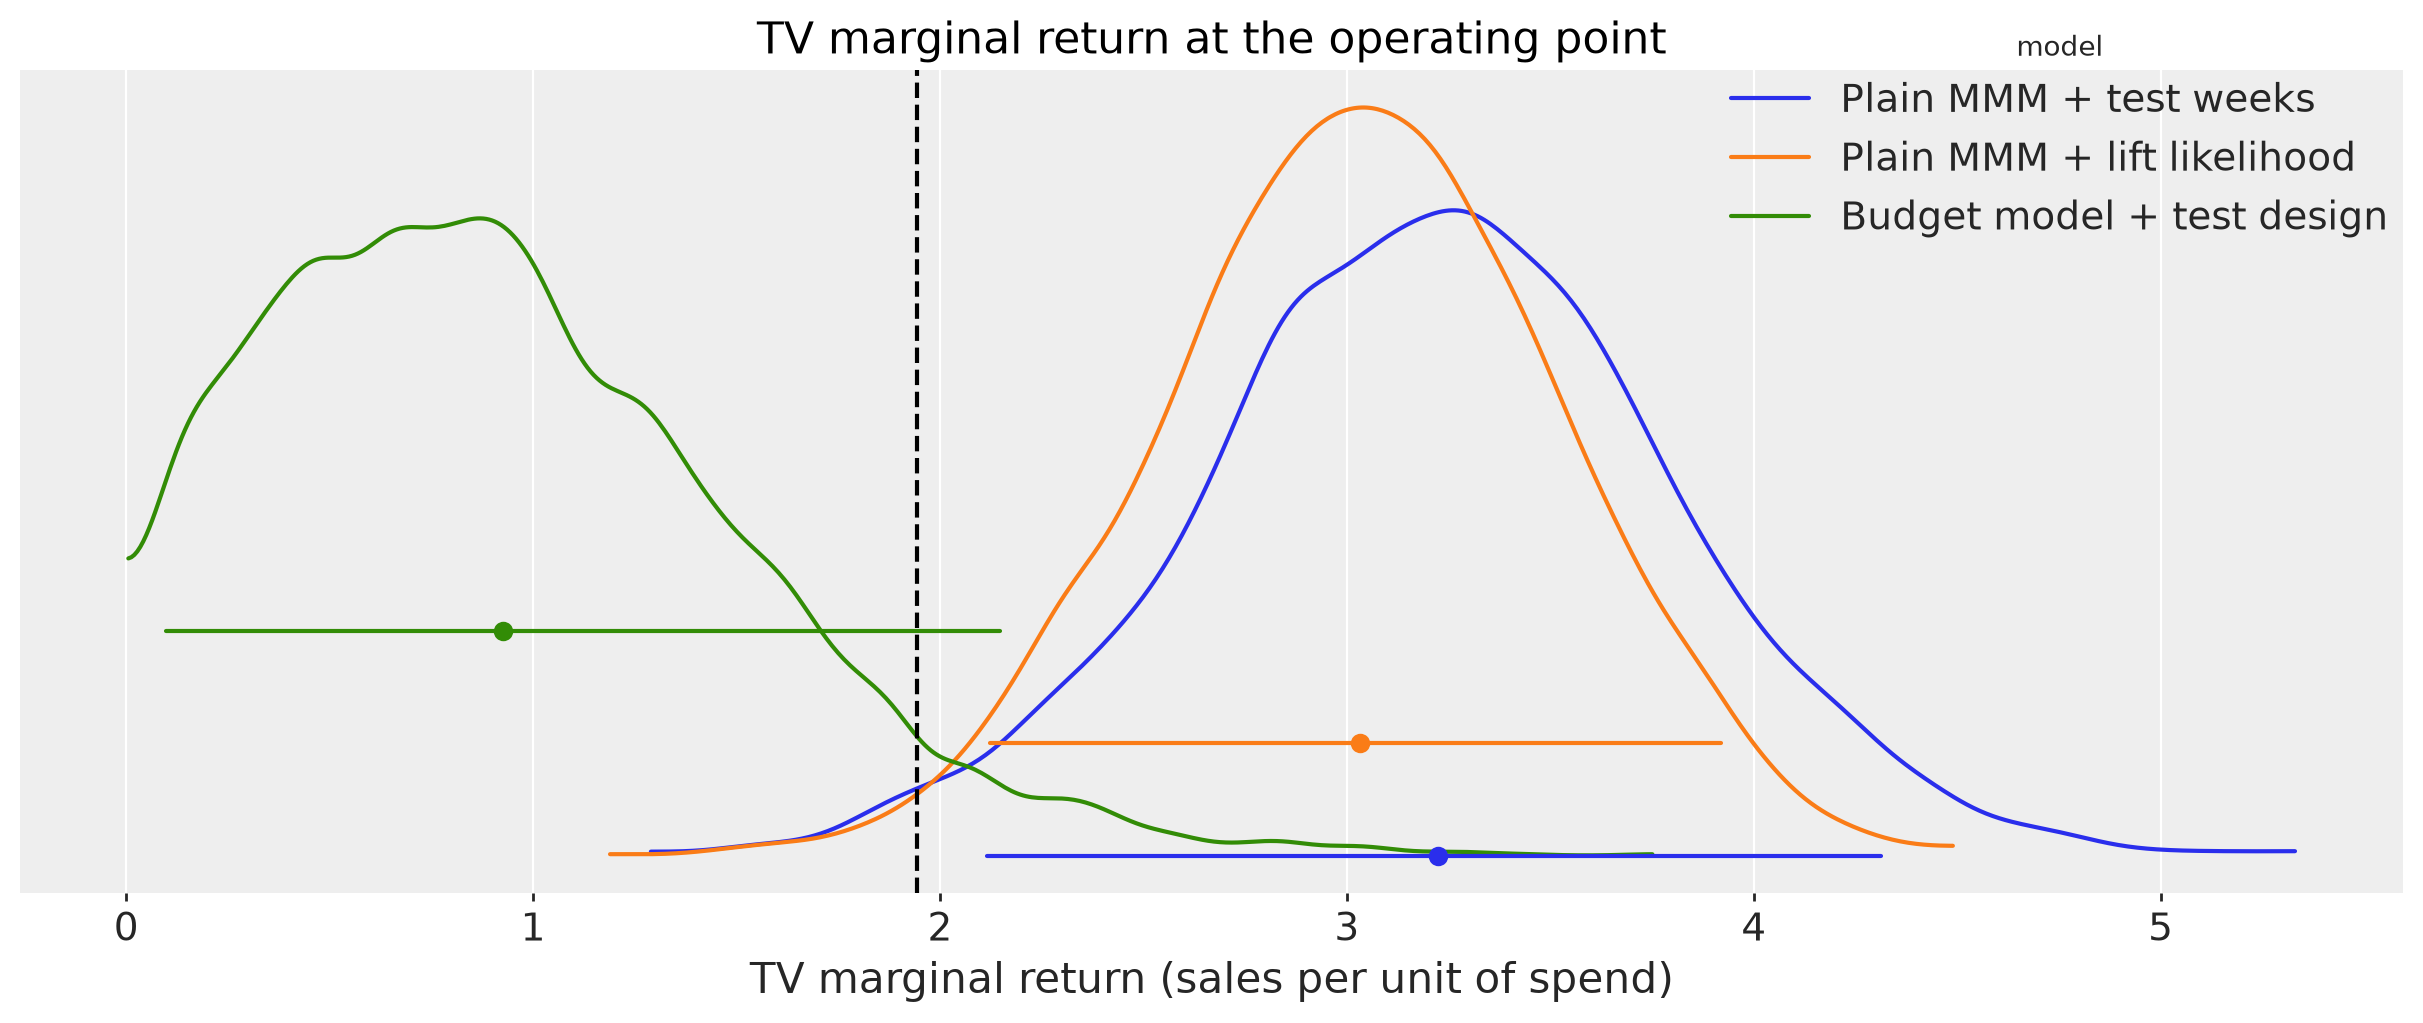 TV marginal return at the operating point
model
Plain MMM + test weeks
Plain MMM + lift likelihood
Budget model + test design
0 1 2 3 4 5
TV marginal return (sales per unit of spend)